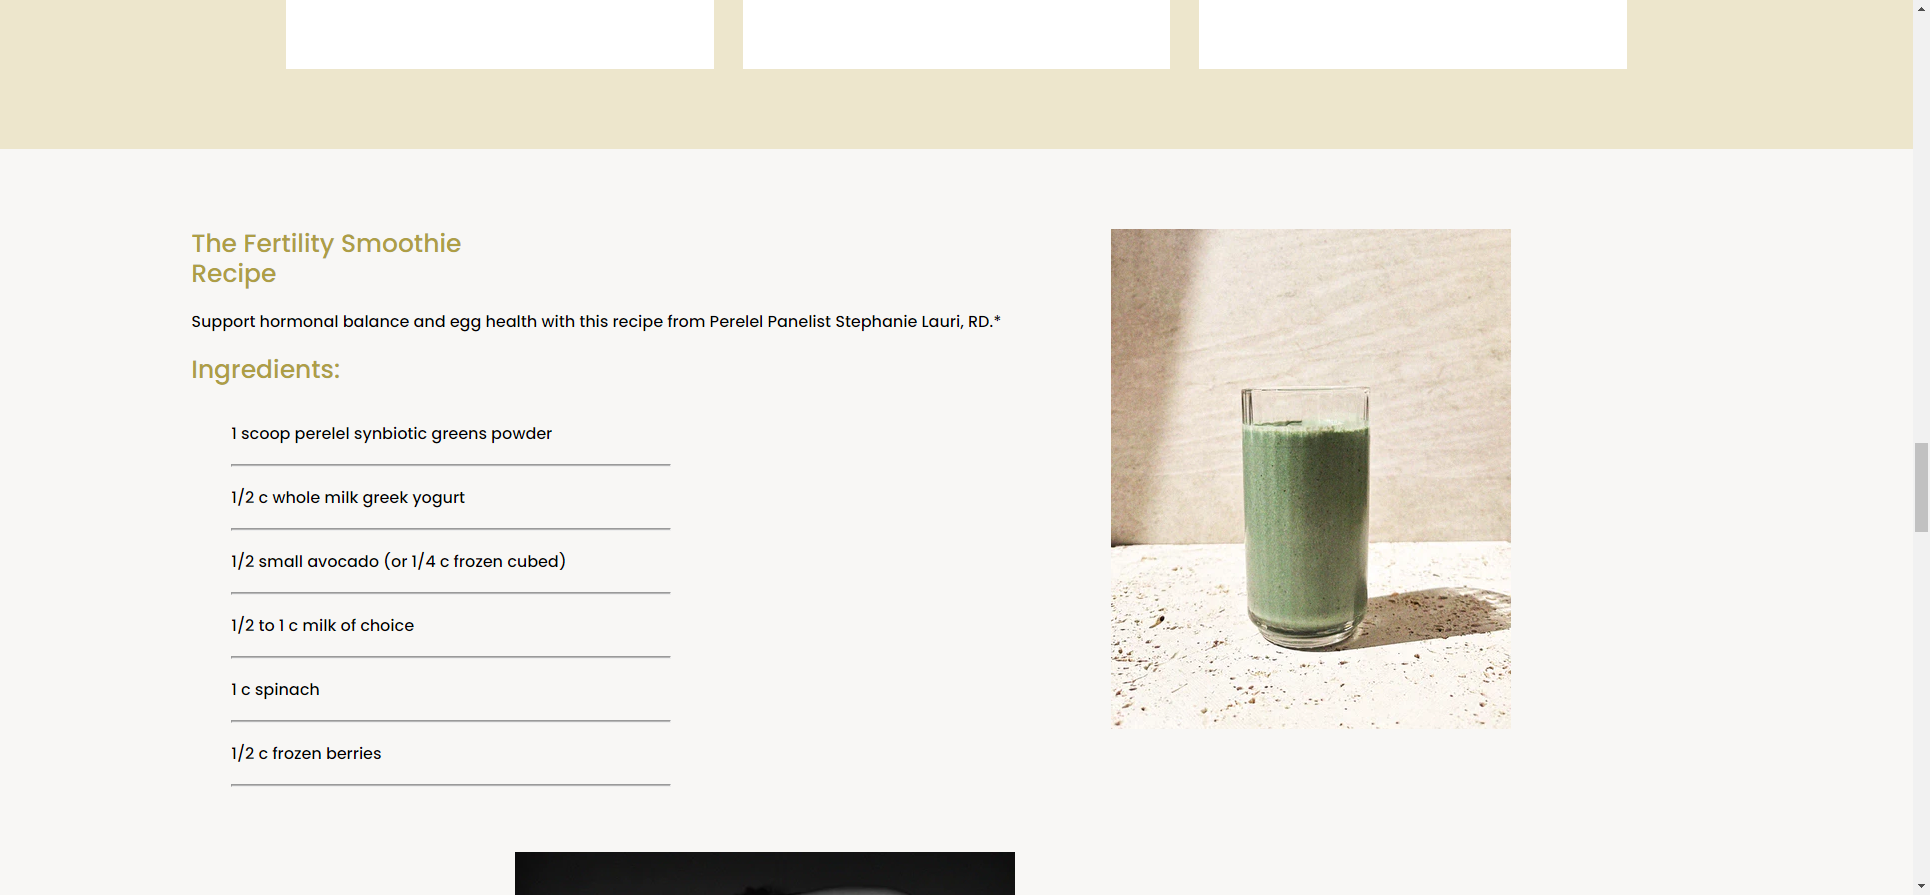 The Fertility Smoothie
Recipe
Support hormonal balance and egg health with this recipe from Perelel Panelist Stephanie Lauri, RD.*
Ingredients:
1 scoop perelel synbiotic greens powder
1/2 c whole milk greek yogurt
1/2 small avocado (or 1/4 c frozen cubed)
1/2 to 1 c milk of choice
1 c spinach
1/2 c frozen berries